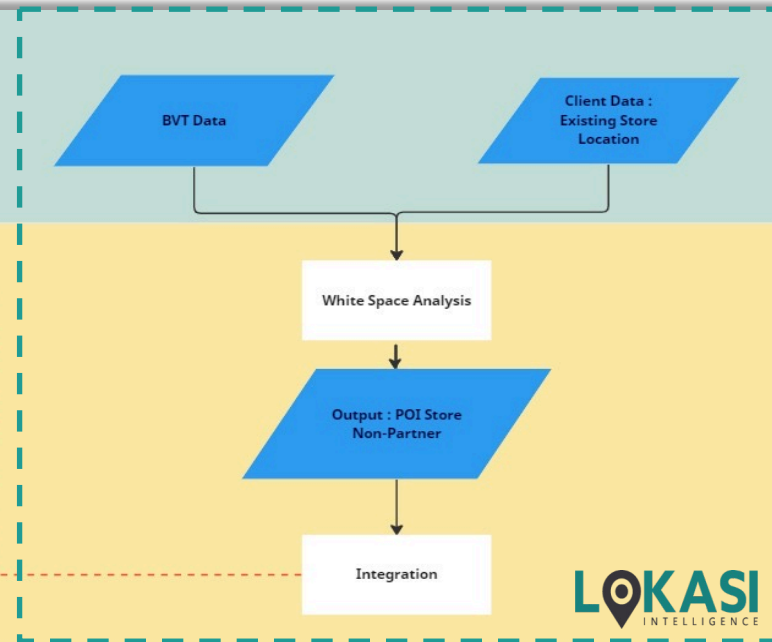 BVT Data
Client Data :
Existing Store
Location
White Space Analysis
Output : POI Store
Non-Partner
Integration
LOKASI
INTELLIGENCE